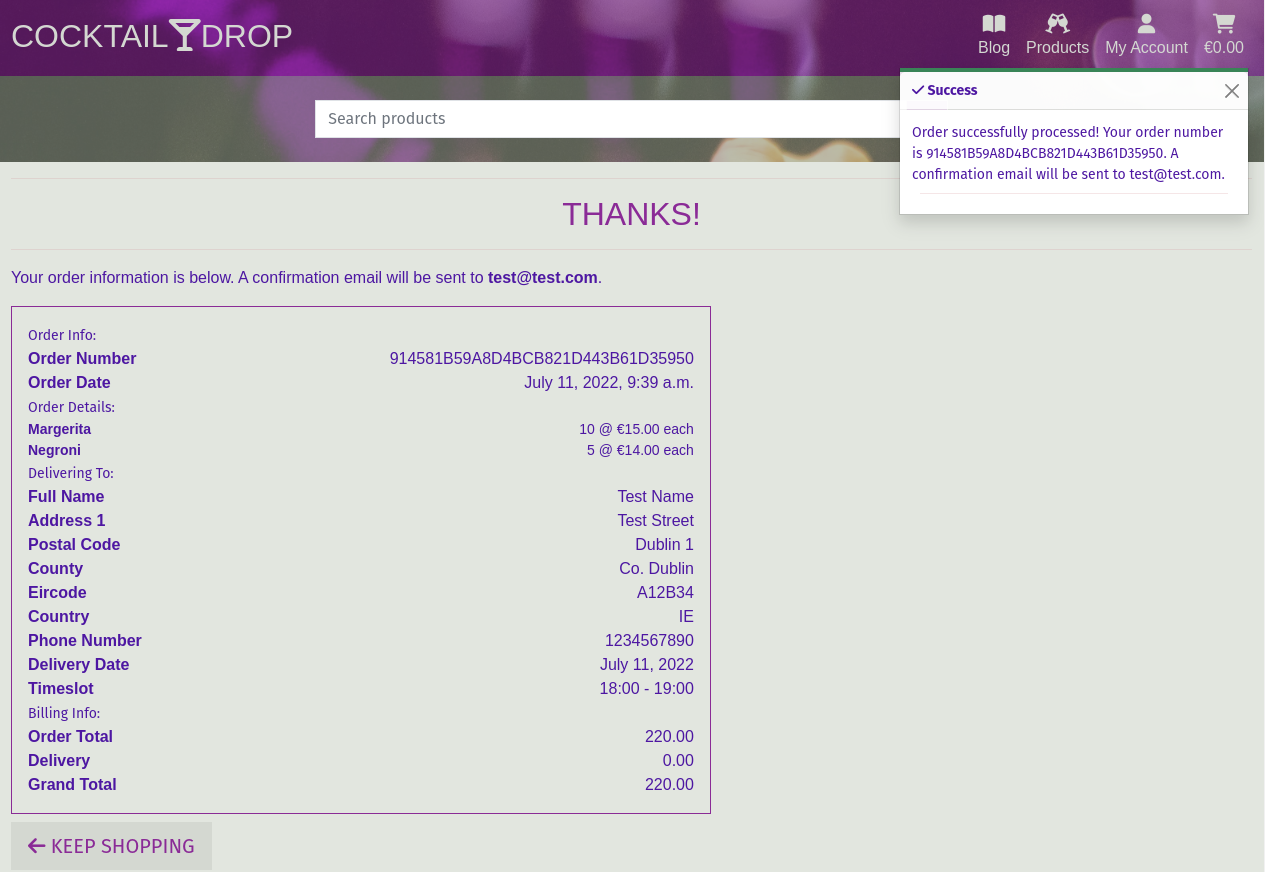 COCKTAIL DROP
Blog
Products
My Account
€0.00
Search products
Success
Order successfully processed! Your order number
is 914581B59A8D4BCB821D443B61D35950. A
confirmation email will be sent to test@test.com.
THANKS!
Your order information is below. A confirmation email will be sent to test@test.com.
Order Info:
Order Number 914581B59A8D4BCB821D443B61D35950
Order Date July 11, 2022, 9:39 a.m.
Order Details:
Margerita 10 @ €15.00 each
Negroni 5 @ €14.00 each
Delivering To:
Full Name Test Name
Address 1 Test Street
Postal Code Dublin 1
County Co. Dublin
Eircode A12B34
Country IE
Phone Number 1234567890
Delivery Date July 11, 2022
Timeslot 18:00 - 19:00
Billing Info:
Order Total 220.00
Delivery 0.00
Grand Total 220.00
KEEP SHOPPING